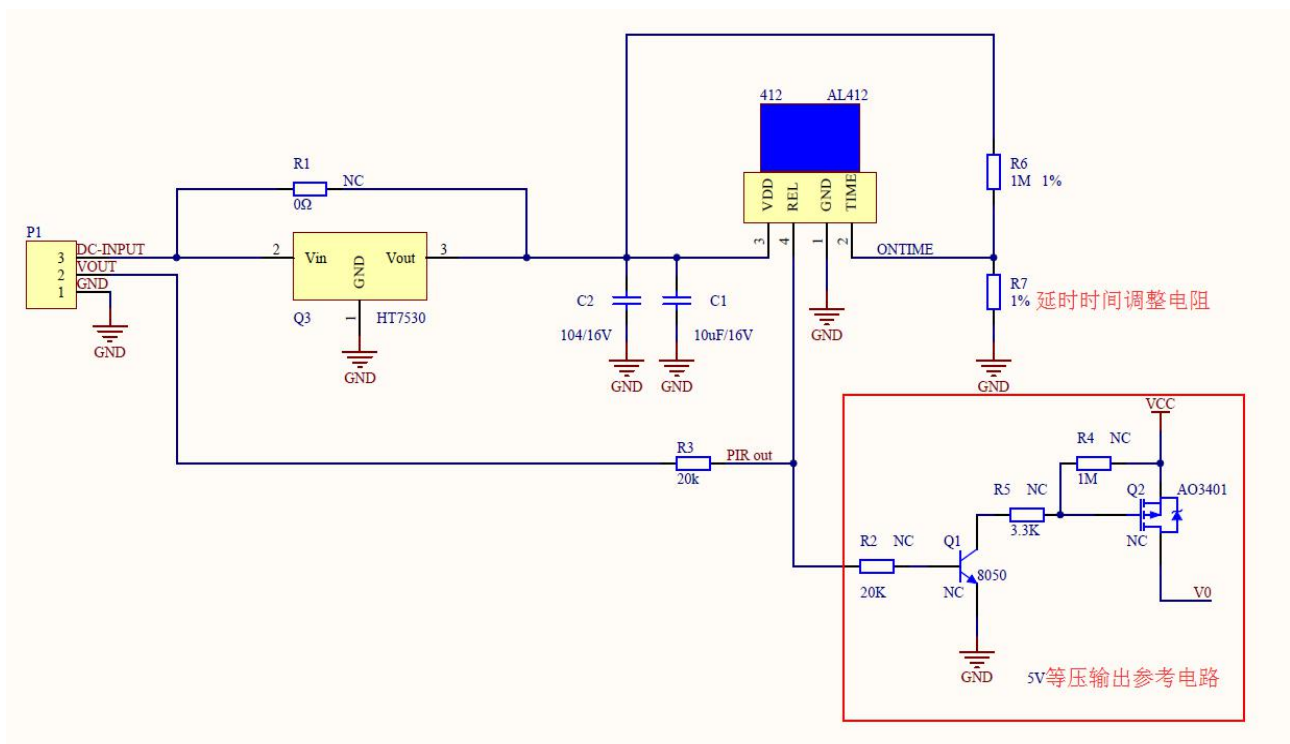 412 AL412
R6
1M 1%
R1
NC
0Ω
VDD
REL
GND
TIME
3
4
1
2
ONTIME
P1
3 DC-INPUT
2 VOUT
1 GND
GND
2
Vin
GND
Vout
3
1
Q3
HT7530
GND
C2
104/16V
GND
C1
10uF/16V
GND
GND
R7
1% 延时时间调整电阻
GND
R3
20k
PIR out
VCC
R4 NC
1M
R5 NC
3.3K
Q2
AO3401
NC
R2 NC
20K
Q1
8050
NC
V0
GND
5V等压输出参考电路